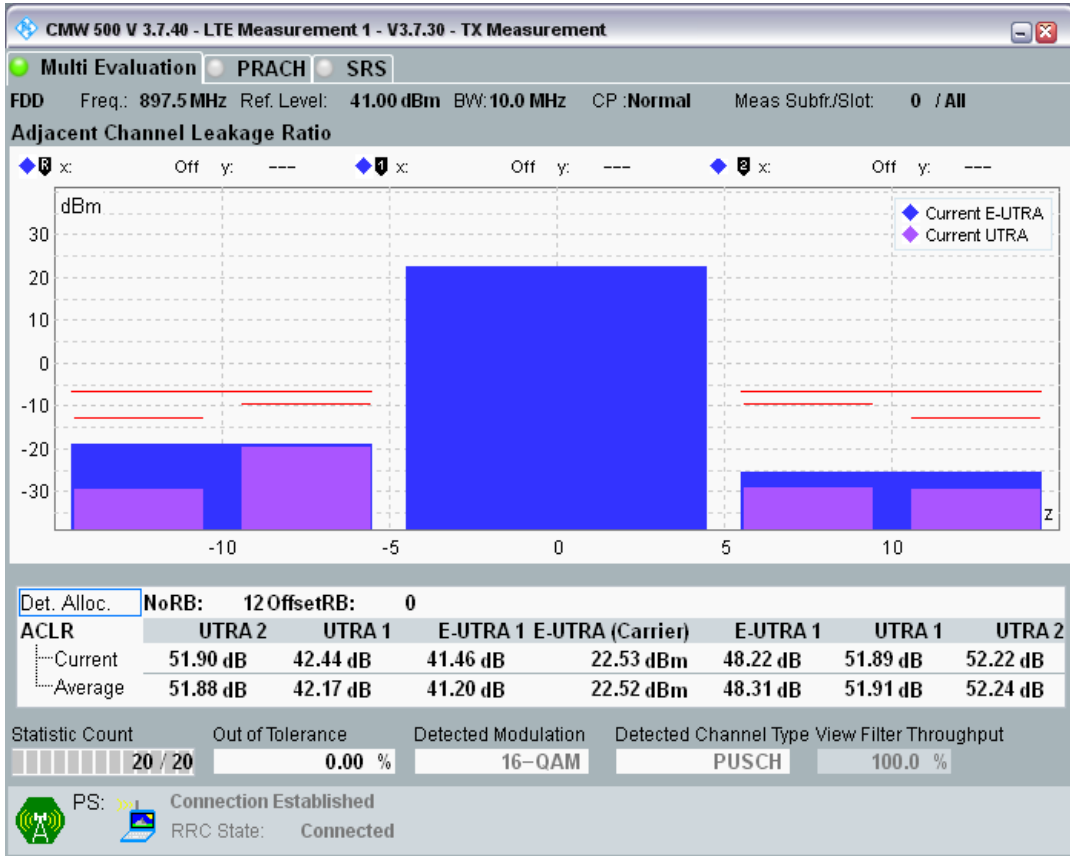 CMW 500 V 3.7.40 - LTE Measurement 1 - V3.7.30 - TX Measurement
Multi Evaluation PRACH SRS
FDD Freq.: 897.5 MHz Ref. Level: 41.00 dBm BW: 10.0 MHz CP :Normal Meas Subfr./Slot: 0 / All
Adjacent Channel Leakage Ratio
R x: Off y: --- 1 x: Off y: --- 2 x: Off y: ---
dBm
Current E-UTRA
Current UTRA
30
20
10
0
-10
-20
-30
z
-10 -5 0 5 10
Det. Alloc. NoRB: 12 OffsetRB: 0
ACLR UTRA 2 UTRA 1 E-UTRA 1 E-UTRA (Carrier) E-UTRA 1 UTRA 1 UTRA 2
Current 51.90 dB 42.44 dB 41.46 dB 22.53 dBm 48.22 dB 51.89 dB 52.22 dB
Average 51.88 dB 42.17 dB 41.20 dB 22.52 dBm 48.31 dB 51.91 dB 52.24 dB
Statistic Count Out of Tolerance Detected Modulation Detected Channel Type View Filter Throughput
20 / 20 0.00 % 16-QAM PUSCH 100.0 %
PS: Connection Established
RRC State: Connected